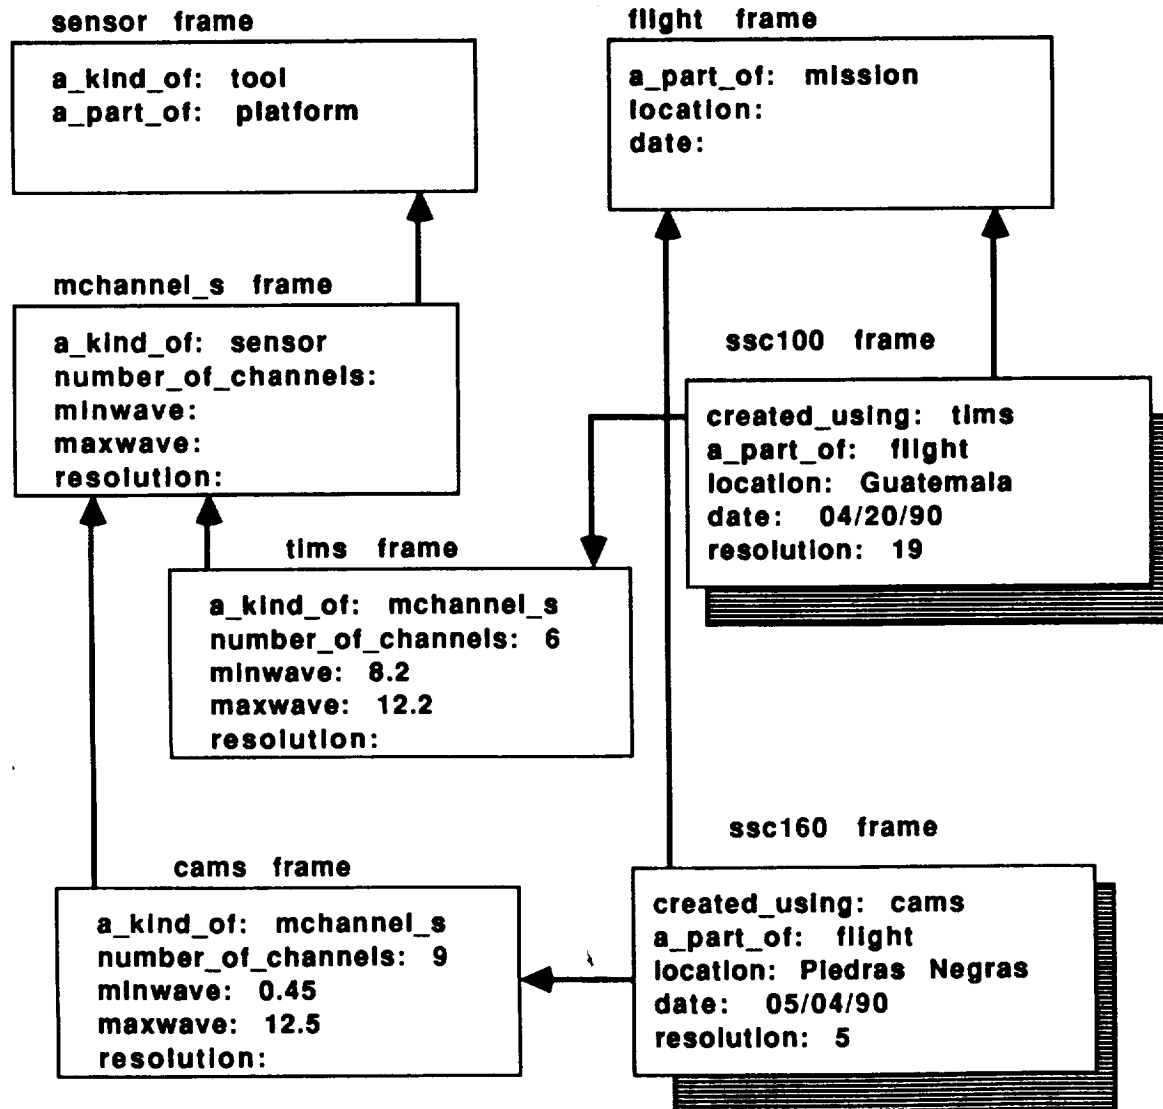 sensor frame
a_kind_of: tool
a_part_of: platform
flight frame
a_part_of: mission
location:
date:
mchannel_s frame
a_kind_of: sensor
number_of_channels:
minwave:
maxwave:
resolution:
ssc100 frame
created_using: tims
a_part_of: flight
location: Guatemala
date: 04/20/90
resolution: 19
tims frame
a_kind_of: mchannel_s
number_of_channels: 6
minwave: 8.2
maxwave: 12.2
resolution:
cams frame
a_kind_of: mchannel_s
number_of_channels: 9
minwave: 0.45
maxwave: 12.5
resolution:
ssc160 frame
created_using: cams
a_part_of: flight
location: Piedras Negras
date: 05/04/90
resolution: 5